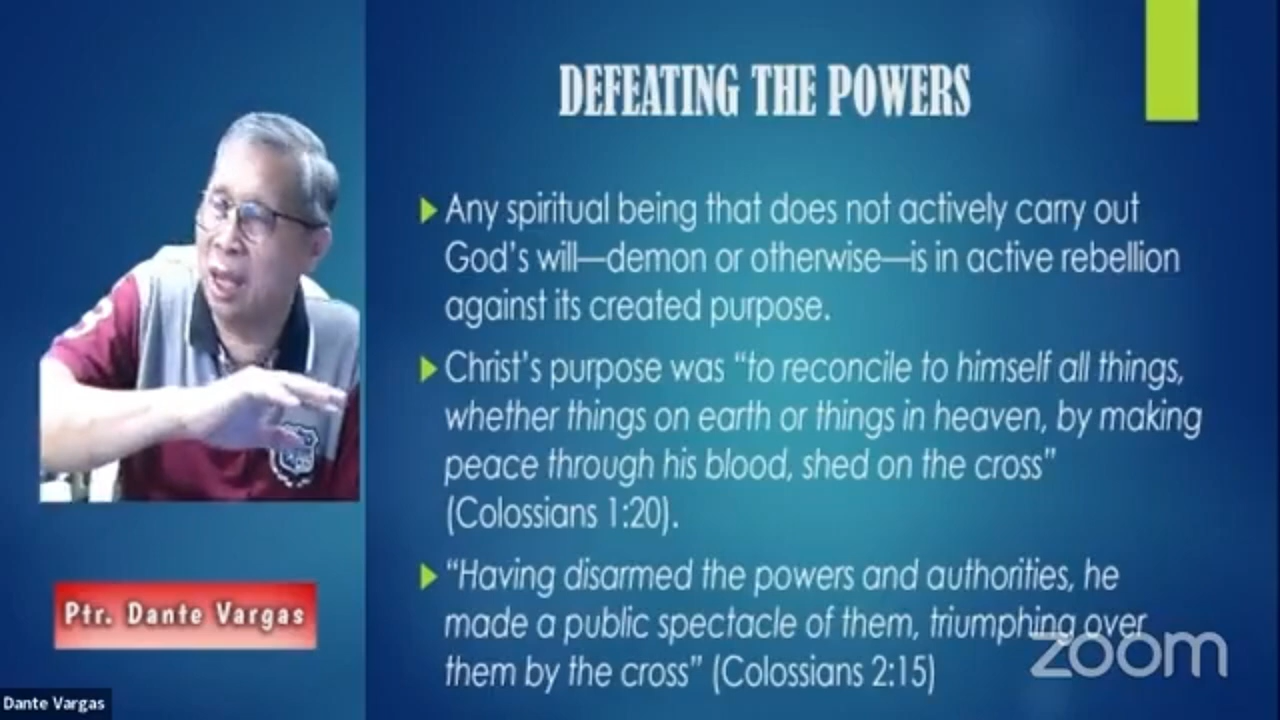 DEFEATING THE POWERS
Any spiritual being that does not actively carry out
God's will—demon or otherwise—is in active rebellion
against its created purpose.
Christ's purpose was “to reconcile to himself all things,
whether things on earth or things in heaven, by making
peace through his blood, shed on the cross”
(Colossians 1:20).
“Having disarmed the powers and authorities, he
made a public spectacle of them, triumphing over
them by the cross” (Colossians 2:15)
zoom
Ptr. Dante Vargas
Dante Vargas